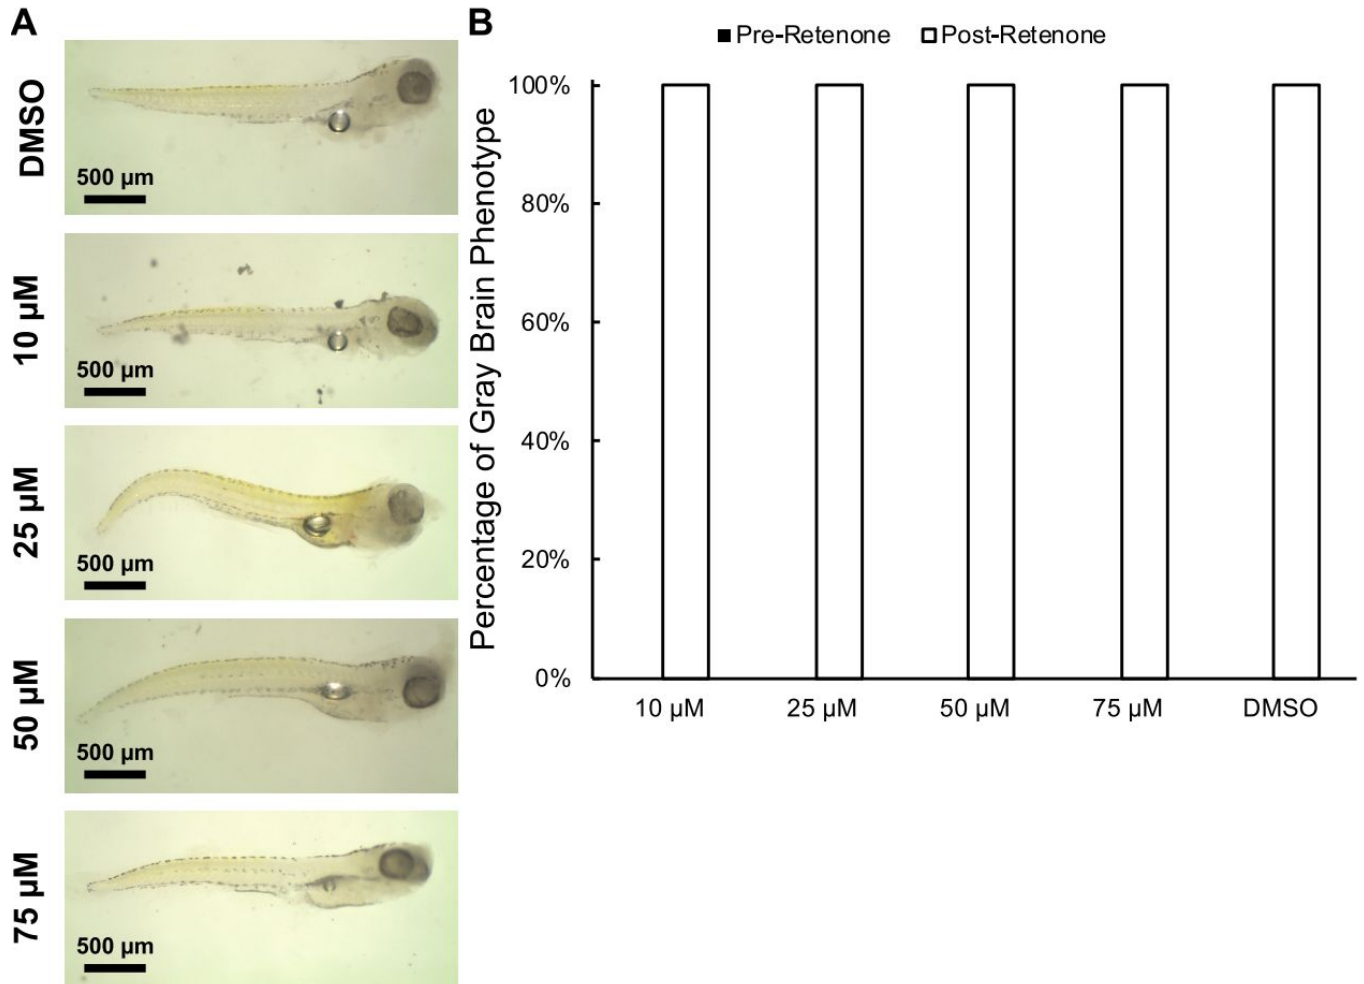 A
DMSO
500 µm
10 µM
500 µm
25 µM
500 µm
50 µM
500 µm
75 µM
500 µm
B
Pre-Retenone Post-Retenone
Percentage of Gray Brain Phenotype
100%
80%
60%
40%
20%
0%
10 µM 25 µM 50 µM 75 µM DMSO